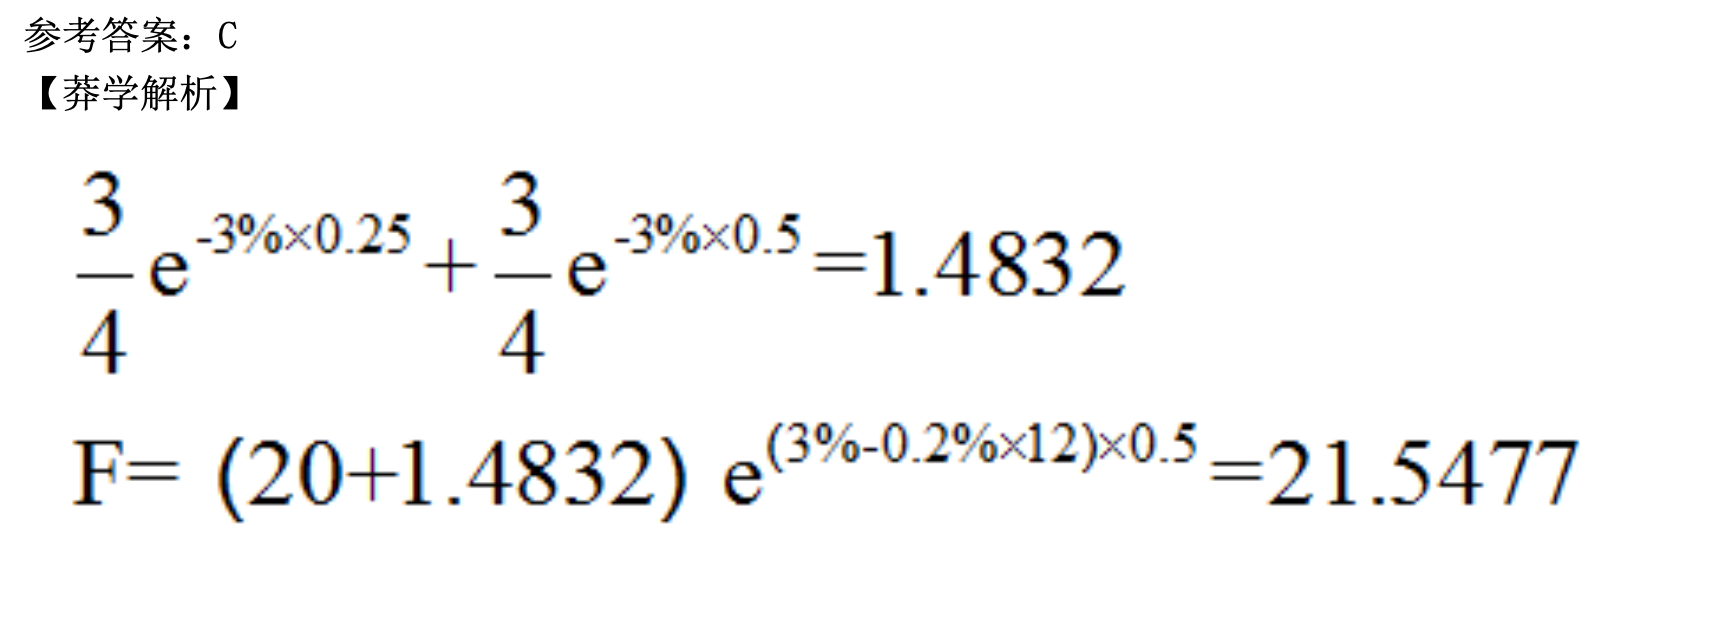 参考答案：C
【莽学解析】
3/4 e^{-3%×0.25} + 3/4 e^{-3%×0.5} =1.4832
F= (20+1.4832) e^{(3%-0.2%×12)×0.5} =21.5477